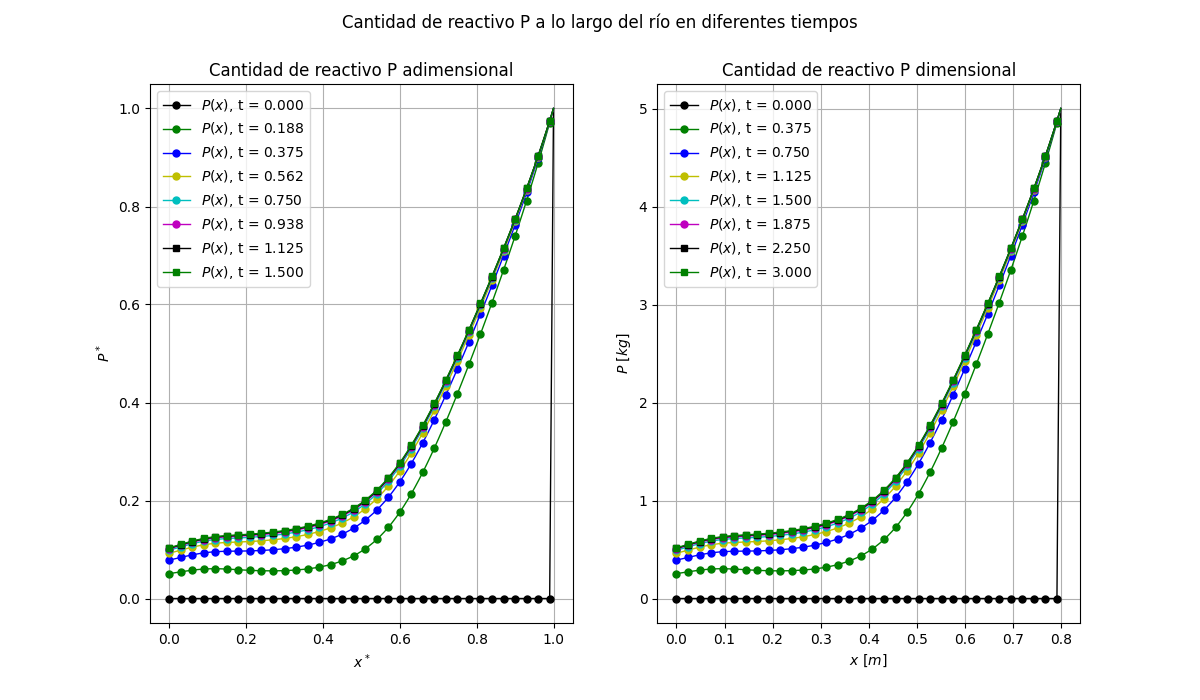 Cantidad de reactivo P a lo largo del río en diferentes tiempos
Cantidad de reactivo P adimensional
P(x), t = 0.000
P(x), t = 0.188
P(x), t = 0.375
P(x), t = 0.562
P(x), t = 0.750
P(x), t = 0.938
P(x), t = 1.125
P(x), t = 1.500
1.0
0.8
0.6
0.4
0.2
0.0
P*
0.0 0.2 0.4 0.6 0.8 1.0
x*
Cantidad de reactivo P dimensional
P(x), t = 0.000
P(x), t = 0.375
P(x), t = 0.750
P(x), t = 1.125
P(x), t = 1.500
P(x), t = 1.875
P(x), t = 2.250
P(x), t = 3.000
5
4
3
2
1
0
P [kg]
0.0 0.1 0.2 0.3 0.4 0.5 0.6 0.7 0.8
x [m]